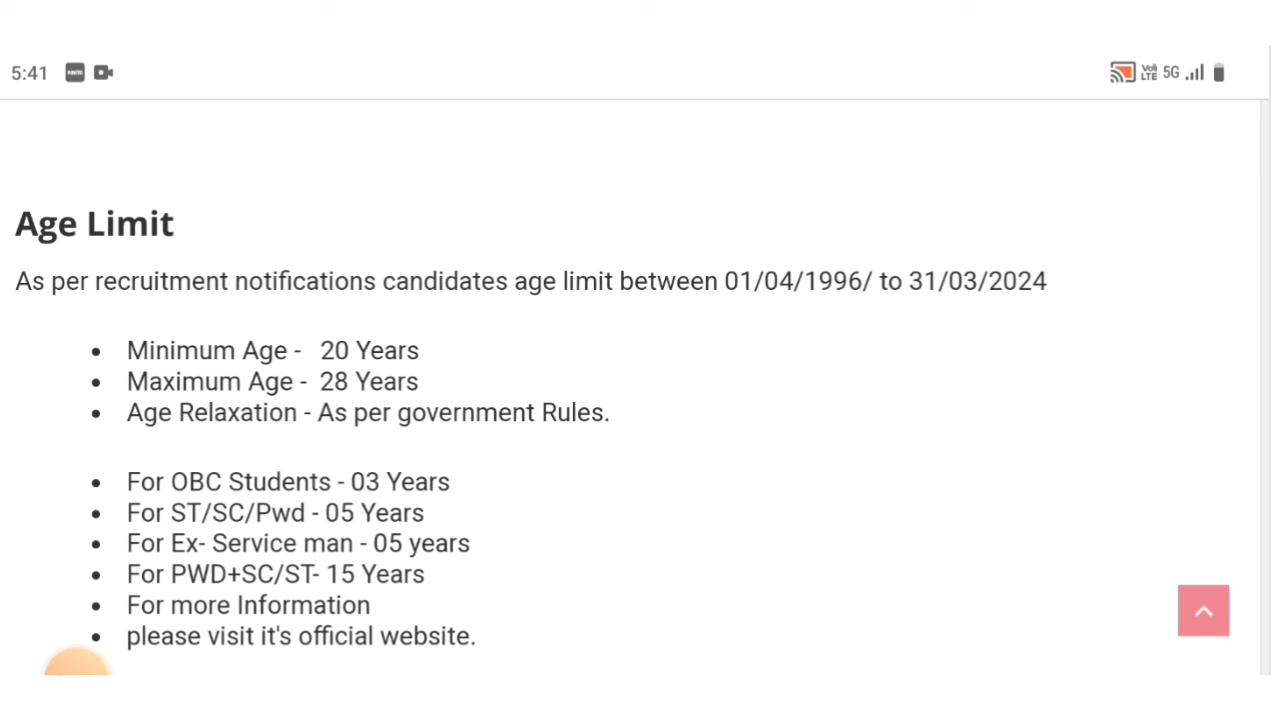 5:41 5G
Age Limit
As per recruitment notifications candidates age limit between 01/04/1996/ to 31/03/2024
• Minimum Age - 20 Years
• Maximum Age - 28 Years
• Age Relaxation - As per government Rules.
• For OBC Students - 03 Years
• For ST/SC/Pwd - 05 Years
• For Ex- Service man - 05 years
• For PWD+SC/ST- 15 Years
• For more Information
• please visit it's official website.